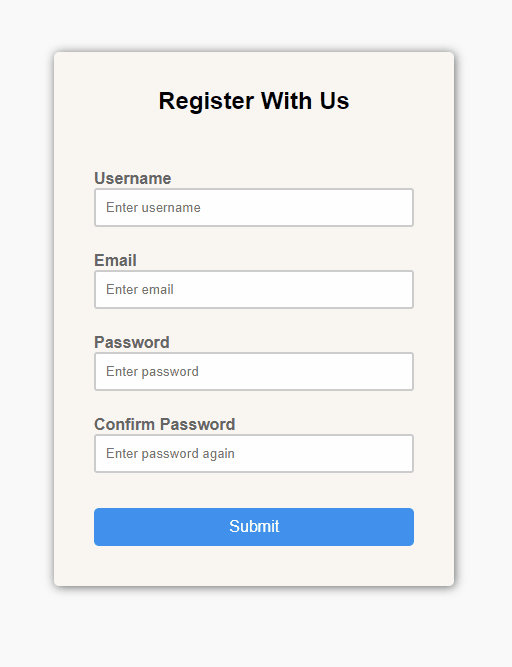 Register With Us
Username
Enter username
Email
Enter email
Password
Enter password
Confirm Password
Enter password again
Submit